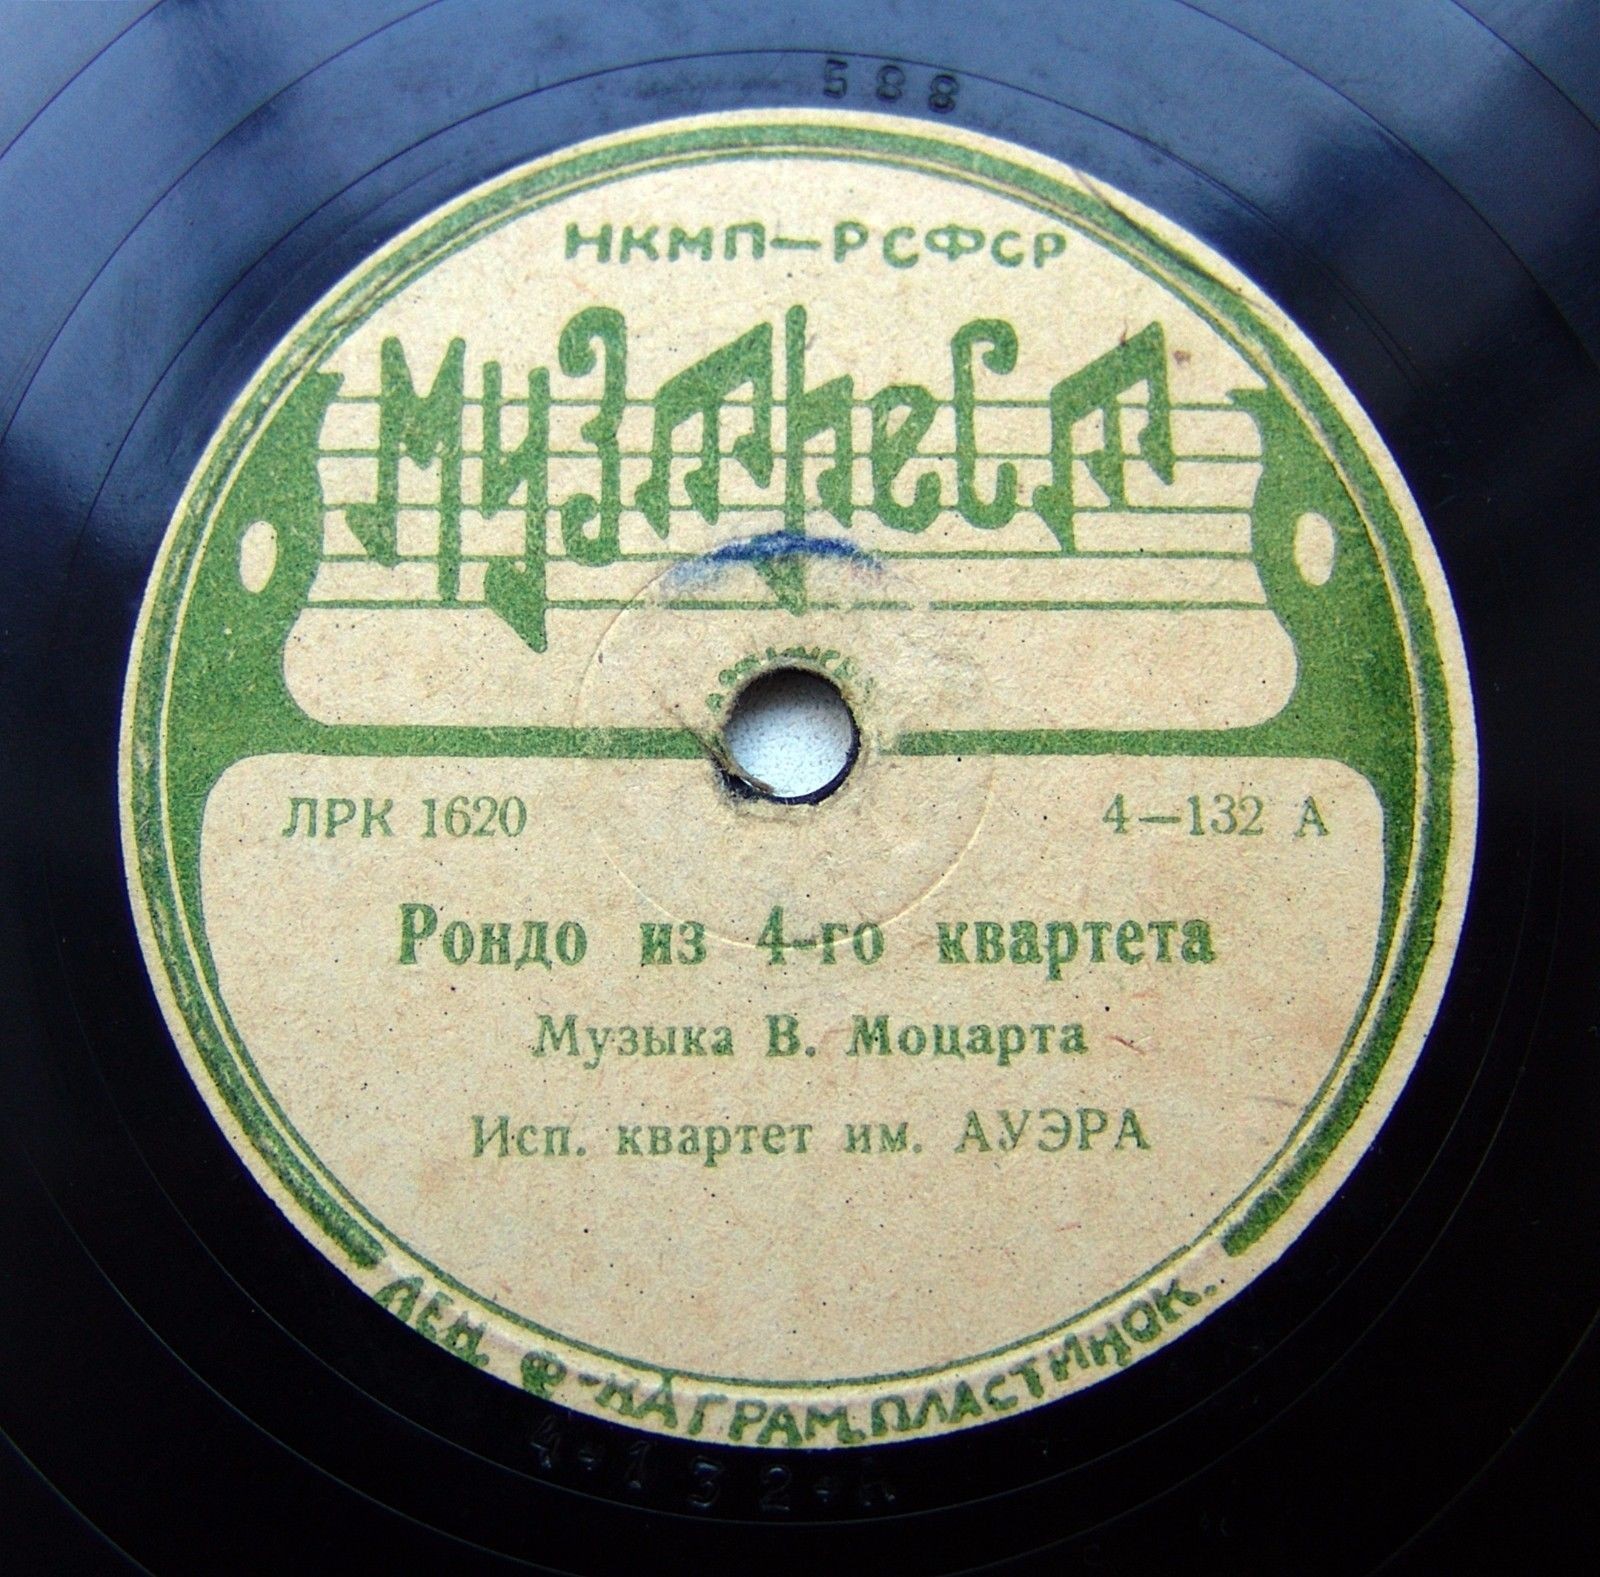 588
НКМП—РСФСР
Музтрест
ЛРК 1620
4—132 А
Рондо из 4-го квартета
Музыка В. Моцарта
Исп. квартет им. АУЭРА
ЛЕН. Ф-КА ГРАМ. ПЛАСТИНОК.
4-132-А